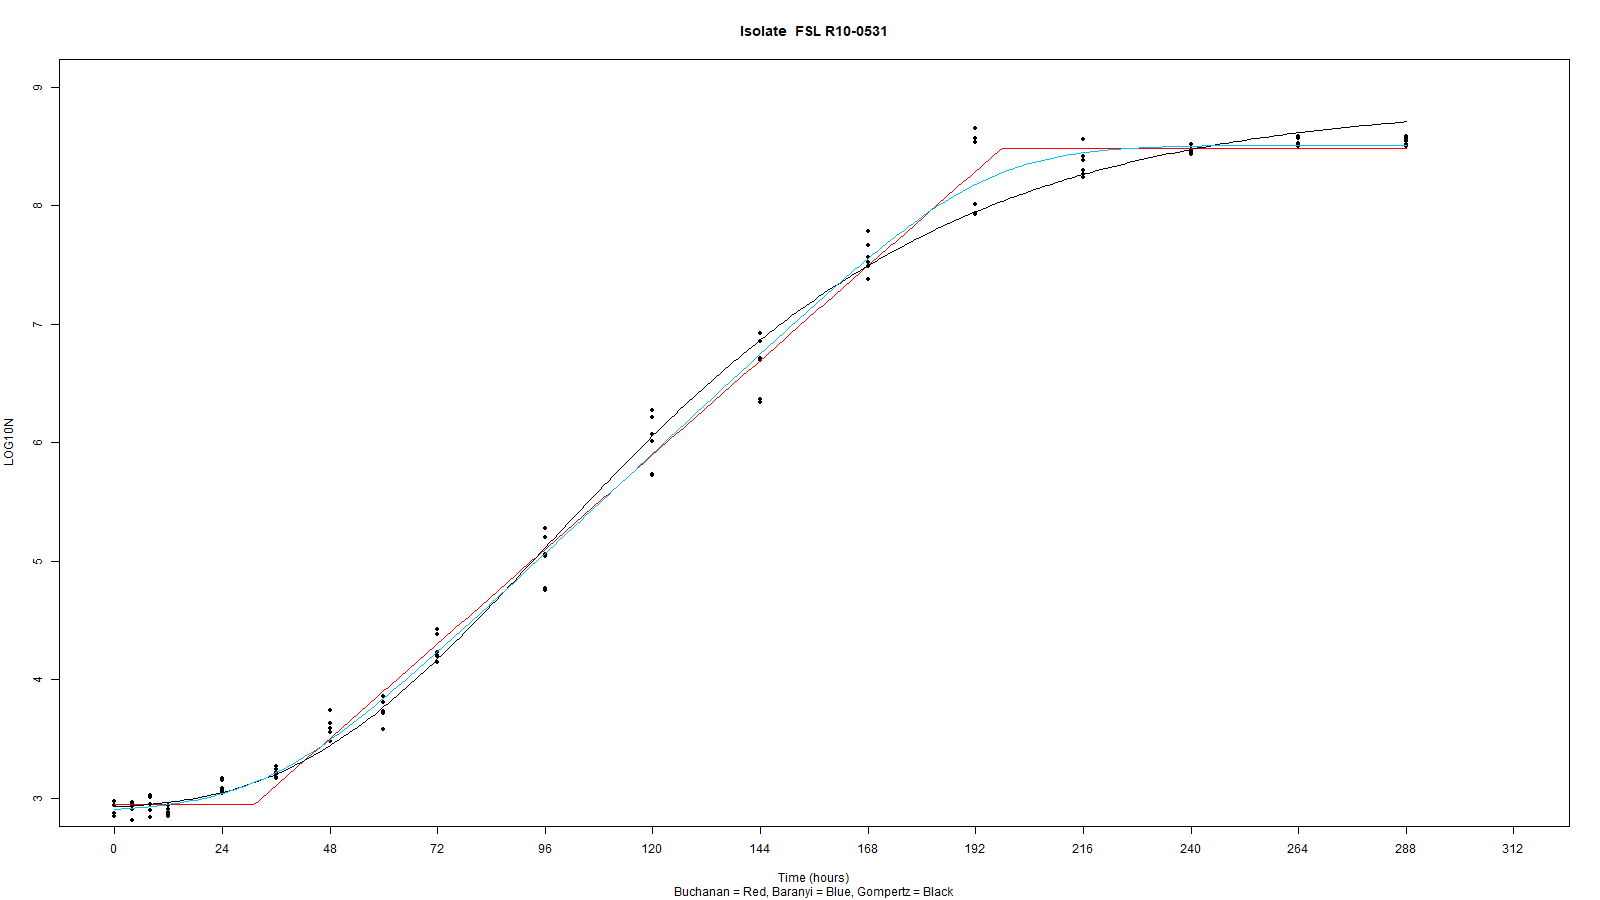 Isolate  FSL R10-0531
9
8
7
6
5
4
3
LOG10N
0 24 48 72 96 120 144 168 192 216 240 264 288 312
Time (hours)
Buchanan = Red, Baranyi = Blue, Gompertz = Black